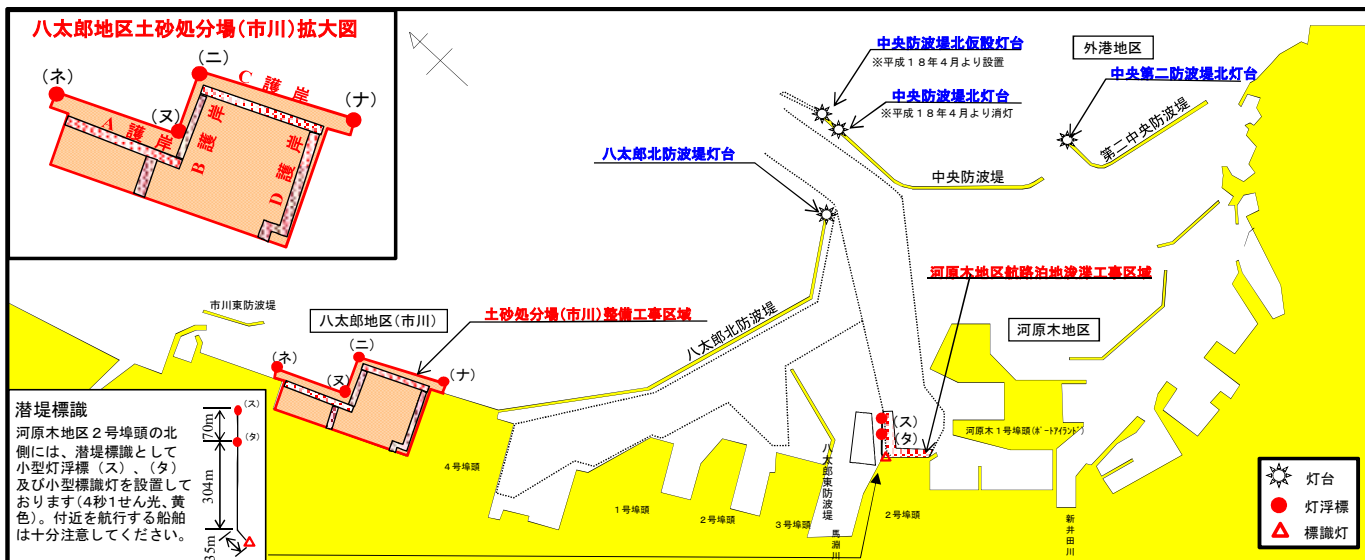 八太郎地区土砂処分場(市川)拡大図
(ネ)
(ニ)
(ヌ)
(ナ)
A 護 岸
B 護 岸
C 護 岸
D 護 岸
中央防波堤北仮設灯台
※平成18年4月より設置
中央防波堤北灯台
※平成18年4月より消灯
外港地区
中央第二防波堤北灯台
第二中央防波堤
中央防波堤
八太郎北防波堤灯台
河原木地区航路泊地浚渫工事区域
市川東防波堤
八太郎地区(市川)
土砂処分場(市川)整備工事区域
八太郎北防波堤
河原木地区
(ネ)
(ニ)
(ヌ)
(ナ)
(ス)
(タ)
河原木1号埠頭(ポートアイランド)
八太郎東防波堤
4号埠頭
1号埠頭
2号埠頭
3号埠頭
馬淵川
2号埠頭
新井田川
潜堤標識
河原木地区2号埠頭の北
側には、潜堤標識として
小型灯浮標(ス)、(タ)
及び小型標識灯を設置して
おります(4秒1せん光、黄
色)。付近を航行する船舶
は十分注意してください。
(ス)
70m
(タ)
304m
35m
灯台
灯浮標
標識灯